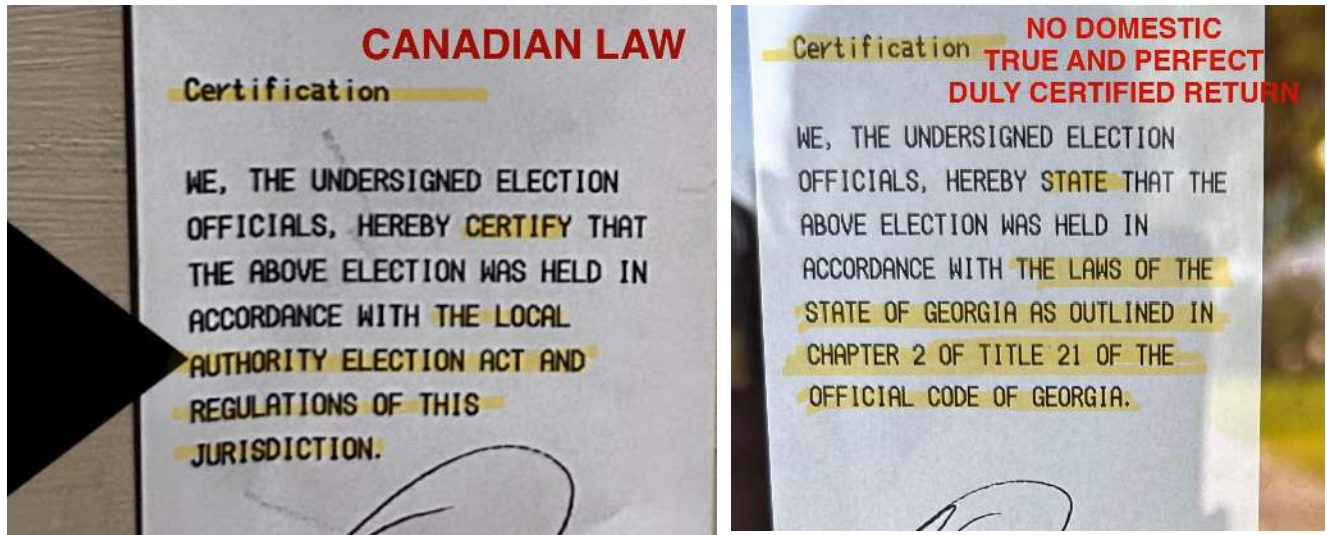 CANADIAN LAW
Certification
WE, THE UNDERSIGNED ELECTION
OFFICIALS, HEREBY CERTIFY THAT
THE ABOVE ELECTION WAS HELD IN
ACCORDANCE WITH THE LOCAL
AUTHORITY ELECTION ACT AND
REGULATIONS OF THIS
JURISDICTION.
NO DOMESTIC
TRUE AND PERFECT
DULY CERTIFIED RETURN
Certification
WE, THE UNDERSIGNED ELECTION
OFFICIALS, HEREBY STATE THAT THE
ABOVE ELECTION WAS HELD IN
ACCORDANCE WITH THE LAWS OF THE
STATE OF GEORGIA AS OUTLINED IN
CHAPTER 2 OF TITLE 21 OF THE
OFFICIAL CODE OF GEORGIA.